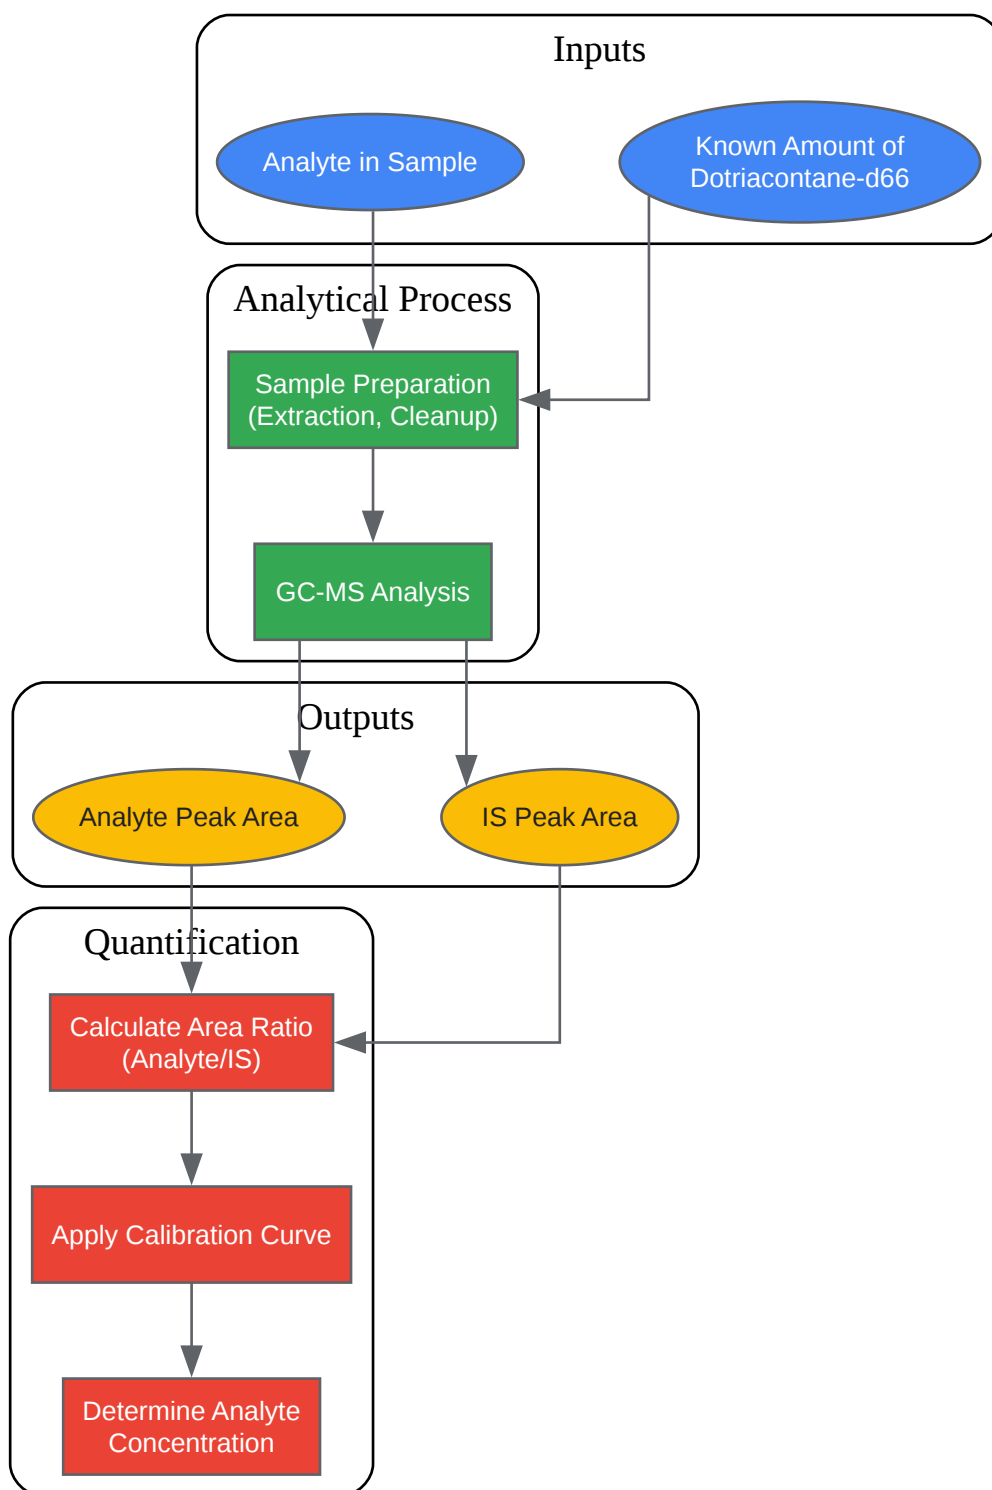 Inputs
Analyte in Sample
Known Amount of
Dotriacontane-d66
Analytical Process
Sample Preparation
(Extraction, Cleanup)
GC-MS Analysis
Outputs
Analyte Peak Area
IS Peak Area
Quantification
Calculate Area Ratio
(Analyte/IS)
Apply Calibration Curve
Determine Analyte
Concentration